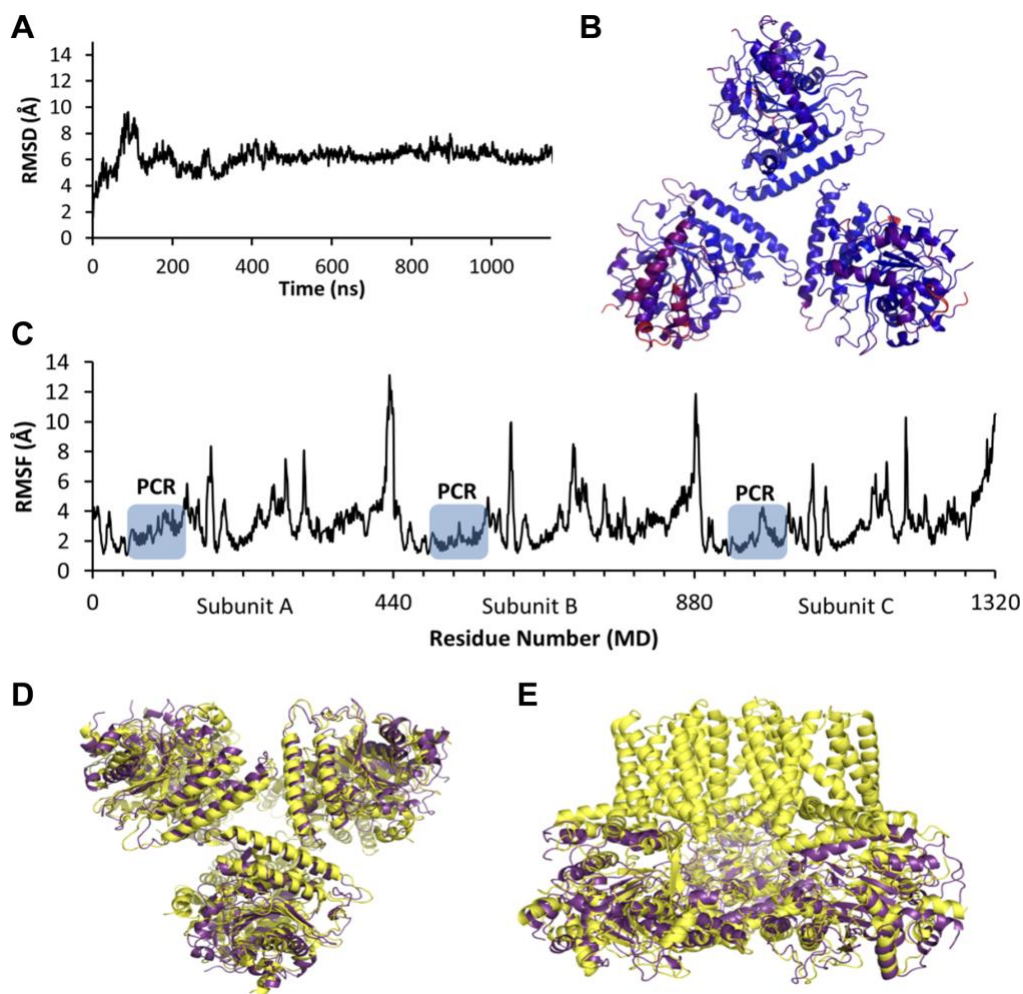 A
RMSD (Å)
14
12
10
8
6
4
2
0
0 200 400 600 800 1000
Time (ns)
B
C
RMSF (Å)
14
12
10
8
6
4
2
0
PCR PCR PCR
0 Subunit A 440 Subunit B 880 Subunit C 1320
Residue Number (MD)
D
E